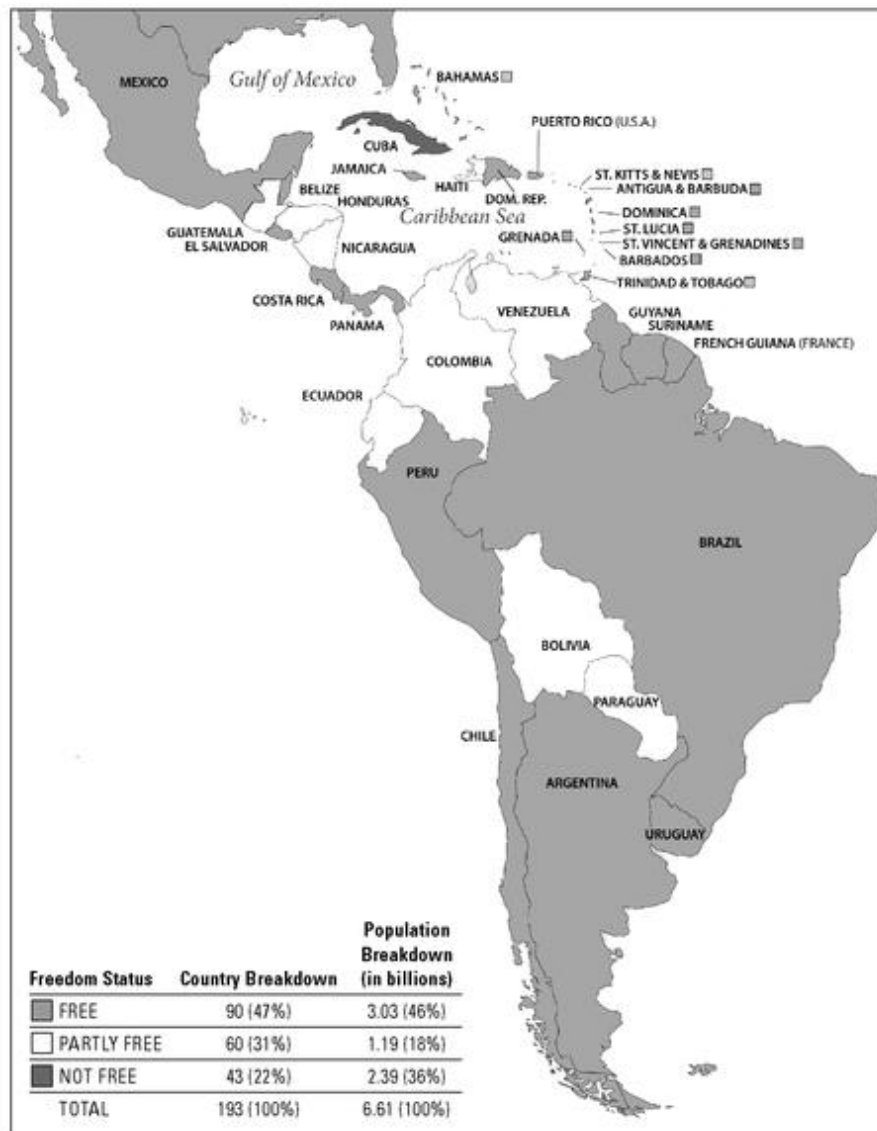 MEXICO
Gulf of Mexico
BAHAMAS
CUBA
PUERTO RICO (U.S.A.)
JAMAICA
HAITI
DOM. REP.
BELIZE
HONDURAS
Caribbean Sea
ST. KITTS & NEVIS
ANTIGUA & BARBUDA
DOMINICA
ST. LUCIA
ST. VINCENT & GRENADINES
BARBADOS
GRENADA
TRINIDAD & TOBAGO
GUATEMALA
EL SALVADOR
NICARAGUA
COSTA RICA
PANAMA
VENEZUELA
GUYANA
SURINAME
FRENCH GUIANA (FRANCE)
COLOMBIA
ECUADOR
PERU
BRAZIL
BOLIVIA
PARAGUAY
CHILE
ARGENTINA
URUGUAY
Population
Breakdown
Freedom Status Country Breakdown (in billions)
FREE 90 (47%) 3.03 (46%)
PARTLY FREE 60 (31%) 1.19 (18%)
NOT FREE 43 (22%) 2.39 (36%)
TOTAL 193 (100%) 6.61 (100%)